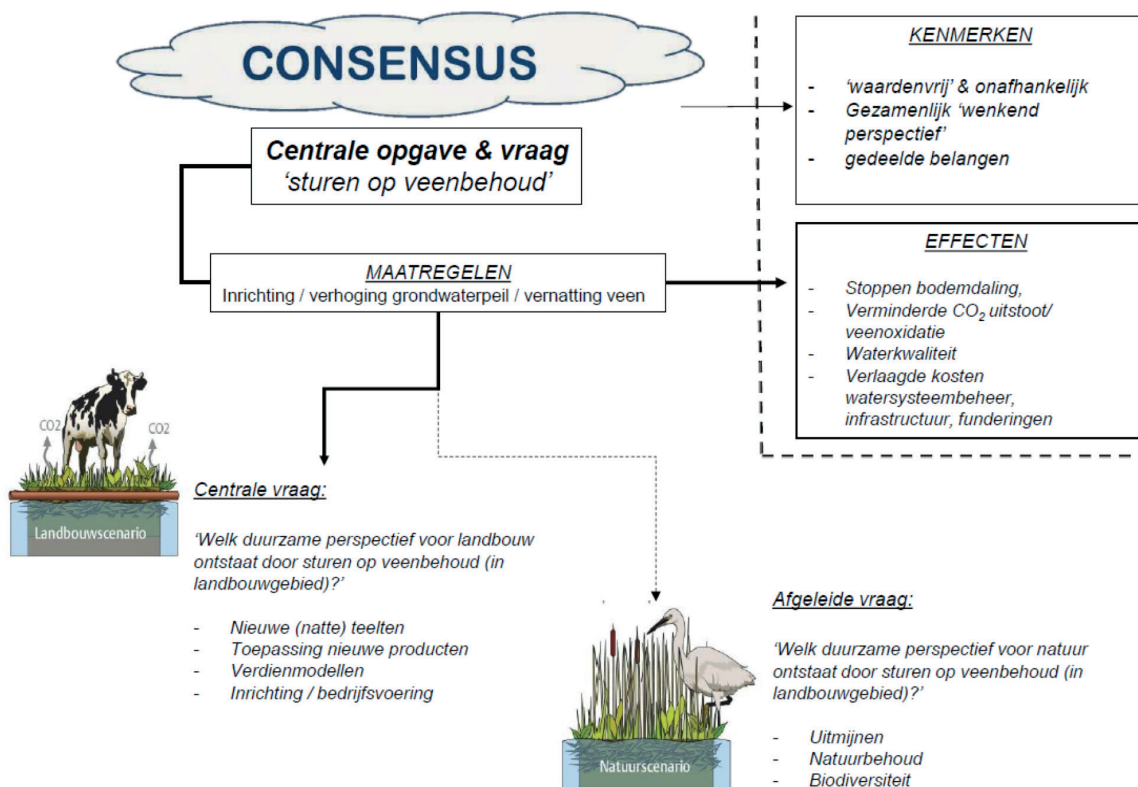 CONSENSUS
Centrale opgave & vraag
‘sturen op veenbehoud’
MAATREGELEN
Inrichting / verhoging grondwaterpeil / vernatting veen
KENMERKEN
- ‘waardenvrij’ & onafhankelijk
- Gezamenlijk ‘wenkend
perspectief’
- gedeelde belangen
EFFECTEN
- Stoppen bodemdaling,
- Verminderde CO2 uitstoot/
veenoxidatie
- Waterkwaliteit
- Verlaagde kosten
watersysteembeheer,
infrastructuur, funderingen
CO2
CO2
Landbouwscenario
Centrale vraag:
‘Welk duurzame perspectief voor landbouw
ontstaat door sturen op veenbehoud (in
landbouwgebied)?’
- Nieuwe (natte) teelten
- Toepassing nieuwe producten
- Verdienmodellen
- Inrichting / bedrijfsvoering
Natuurscenario
Afgeleide vraag:
‘Welk duurzame perspectief voor natuur
ontstaat door sturen op veenbehoud (in
landbouwgebied)?’
- Uitmijnen
- Natuurbehoud
- Biodiversiteit